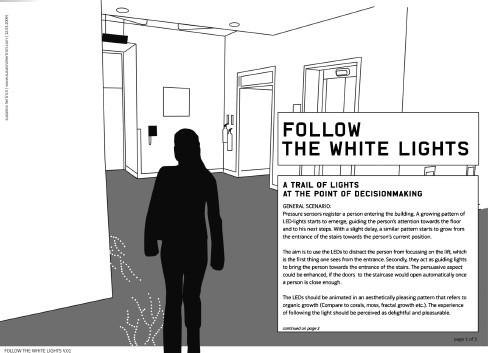 FOLLOW
THE WHITE LIGHTS
A TRAIL OF LIGHTS
AT THE POINT OF DECISIONMAKING
GENERAL SCENARIO:
Pressure sensors register a person entering the building. A growing pattern of
LED-lights starts to emerge, guiding the person's attention towards the floor
and to his next steps. With a slight delay, a similar pattern starts to grow from
the entrance of the stairs towards the person's current position.
The aim is to use the LEDs to distract the person from focussing on the lift, which
is the first thing one sees from the entrance. Secondly, they act as guiding lights
to bring the person towards the entrance of the stairs. The persuasive aspect
could be enhanced, if the doors to the staircase would open automatically once
a person is close enough.
The LEDs should be animated in an aesthetically pleasing pattern that refers to
organic growth (Compare to corals, moss, fractal growth etc.). The experience
of following the light should be perceived as delightful and pleasurable.
continued on page 2
page 1 of 2
FOLLOW THE WHITE LIGHTS V.01